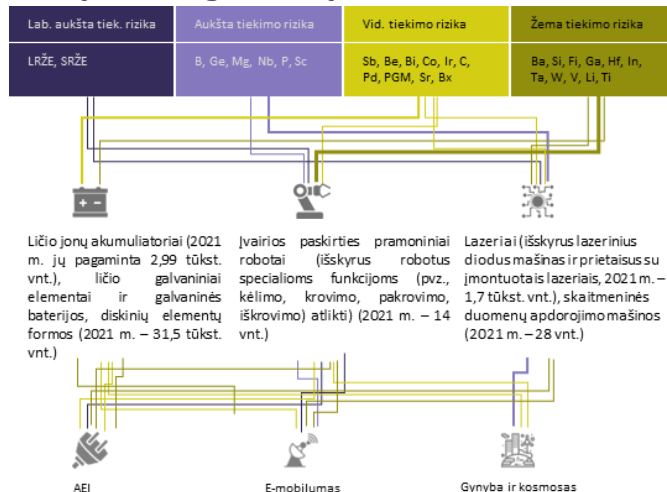 Lab. aukšta tiek. rizika
Aukšta tiekimo rizika
Vid. tiekimo rizika
Žema tiekimo rizika
LRŽE, SRŽE
B, Ge, Mg, Nb, P, Sc
Sb, Be, Bi, Co, Ir, C,
Pd, PGM, Sr, Bx
Ba, Si, Fi, Ga, Hf, In,
Ta, W, V, Li, Ti
Ličio jonų akumuliatoriai (2021
m. jų pagaminta 2,99 tūkst.
vnt.), ličio galvaniniai
elementai ir galvaninės
baterijos, diskinių elementų
formos (2021 m. – 31,5 tūkst.
vnt.)
Įvairios paskirties pramoniniai
robotai (išskyrus robotus
specialioms funkcijoms (pvz.,
kėlimo, krovimo, pakrovimo,
iškrovimo) atlikti) (2021 m. – 14
vnt.)
Lazeriai (išskyrus lazerinius
diodus mašinas ir prietaisus su
įmontuotais lazeriais, 2021 m. –
1,7 tūkst. vnt.), skaitmeninės
duomenų apdorojimo mašinos
(2021 m. – 28 vnt.)
AEI
E-mobilumas
Gynyba ir kosmosas